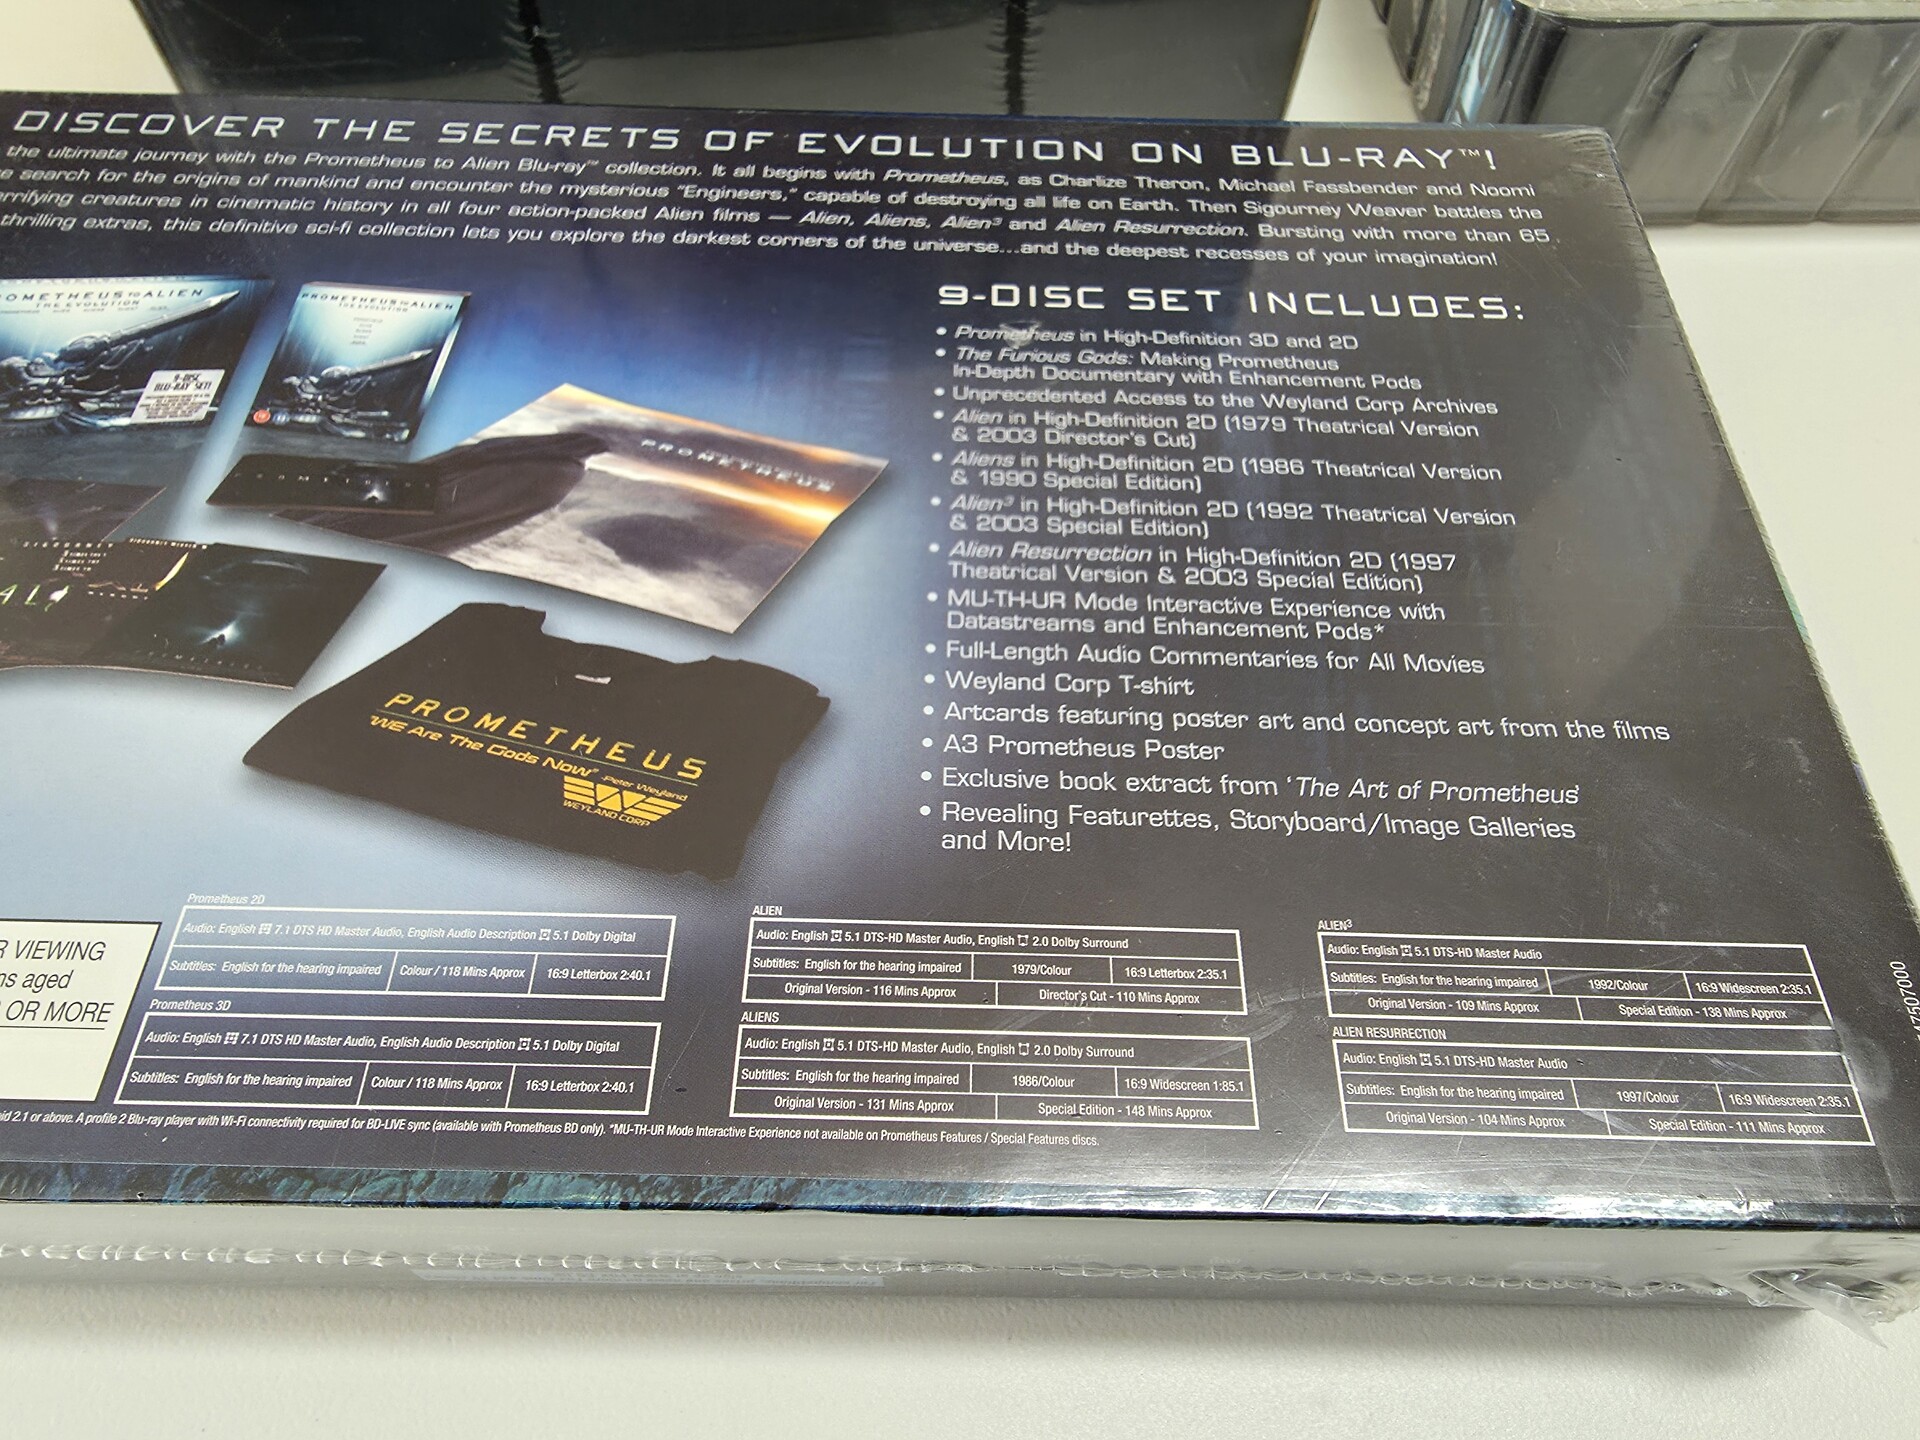 DISCOVER THE SECRETS OF EVOLUTION ON BLU-RAY™!
the ultimate journey with the Prometheus to Alien Blu-ray™ collection. It all begins with Prometheus, as Charlize Theron, Michael Fassbender and Noomi
search for the origins of mankind and encounter the mysterious "Engineers," capable of destroying all life on Earth. Then Sigourney Weaver battles the
errifying creatures in cinematic history in all four action-packed Alien films — Alien, Aliens, Alien³ and Alien Resurrection. Bursting with more than 65
thrilling extras, this definitive sci-fi collection lets you explore the darkest corners of the universe...and the deepest recesses of your imagination!
OMETHEUS TO ALIEN
THE EVOLUTION
9-DISC
BLU-RAY SET!
PROMETHEUS TO ALIEN
THE EVOLUTION
PROMETHEUS
PROMETHEUS
"WE Are The Gods Now" -Peter Weyland
WEYLAND CORP
9-DISC SET INCLUDES:
• Prometheus in High-Definition 3D and 2D
• The Furious Gods: Making Prometheus
In-Depth Documentary with Enhancement Pods
• Unprecedented Access to the Weyland Corp Archives
• Alien in High-Definition 2D (1979 Theatrical Version
& 2003 Director's Cut)
• Aliens in High-Definition 2D (1986 Theatrical Version
& 1990 Special Edition)
• Alien³ in High-Definition 2D (1992 Theatrical Version
& 2003 Special Edition)
• Alien Resurrection in High-Definition 2D (1997
Theatrical Version & 2003 Special Edition)
• MU-TH-UR Mode Interactive Experience with
Datastreams and Enhancement Pods*
• Full-Length Audio Commentaries for All Movies
• Weyland Corp T-shirt
• Artcards featuring poster art and concept art from the films
• A3 Prometheus Poster
• Exclusive book extract from 'The Art of Prometheus'
• Revealing Featurettes, Storyboard/Image Galleries
and More!
R VIEWING
ns aged
OR MORE
Prometheus 2D
Audio: English 7.1 DTS HD Master Audio, English Audio Description 5.1 Dolby Digital
Subtitles: English for the hearing impaired Colour / 118 Mins Approx 16:9 Letterbox 2:40.1
Prometheus 3D
Audio: English 7.1 DTS HD Master Audio, English Audio Description 5.1 Dolby Digital
Subtitles: English for the hearing impaired Colour / 118 Mins Approx 16:9 Letterbox 2:40.1
ALIEN
Audio: English 5.1 DTS-HD Master Audio, English 2.0 Dolby Surround
Subtitles: English for the hearing impaired 1979/Colour 16:9 Letterbox 2:35.1
Original Version - 116 Mins Approx Director's Cut - 110 Mins Approx
ALIENS
Audio: English 5.1 DTS-HD Master Audio, English 2.0 Dolby Surround
Subtitles: English for the hearing Impaired 1986/Colour 16:9 Widescreen 1:85.1
Original Version - 131 Mins Approx Special Edition - 148 Mins Approx
ALIEN³
Audio: English 5.1 DTS-HD Master Audio
Subtitles: English for the hearing impaired 1992/Colour 16:9 Widescreen 2:35.1
Original Version - 109 Mins Approx Special Edition - 138 Mins Approx
ALIEN RESURRECTION
Audio: English 5.1 DTS-HD Master Audio
Subtitles: English for the hearing impaired 1997/Colour 16:9 Widescreen 2:35.1
Original Version - 104 Mins Approx Special Edition - 111 Mins Approx
id 2.1 or above. A profile 2 Blu-ray player with Wi-Fi connectivity required for BD-LIVE sync (available with Prometheus BD only). *MU-TH-UR Mode Interactive Experience not available on Prometheus Features / Special Features discs.
47507000